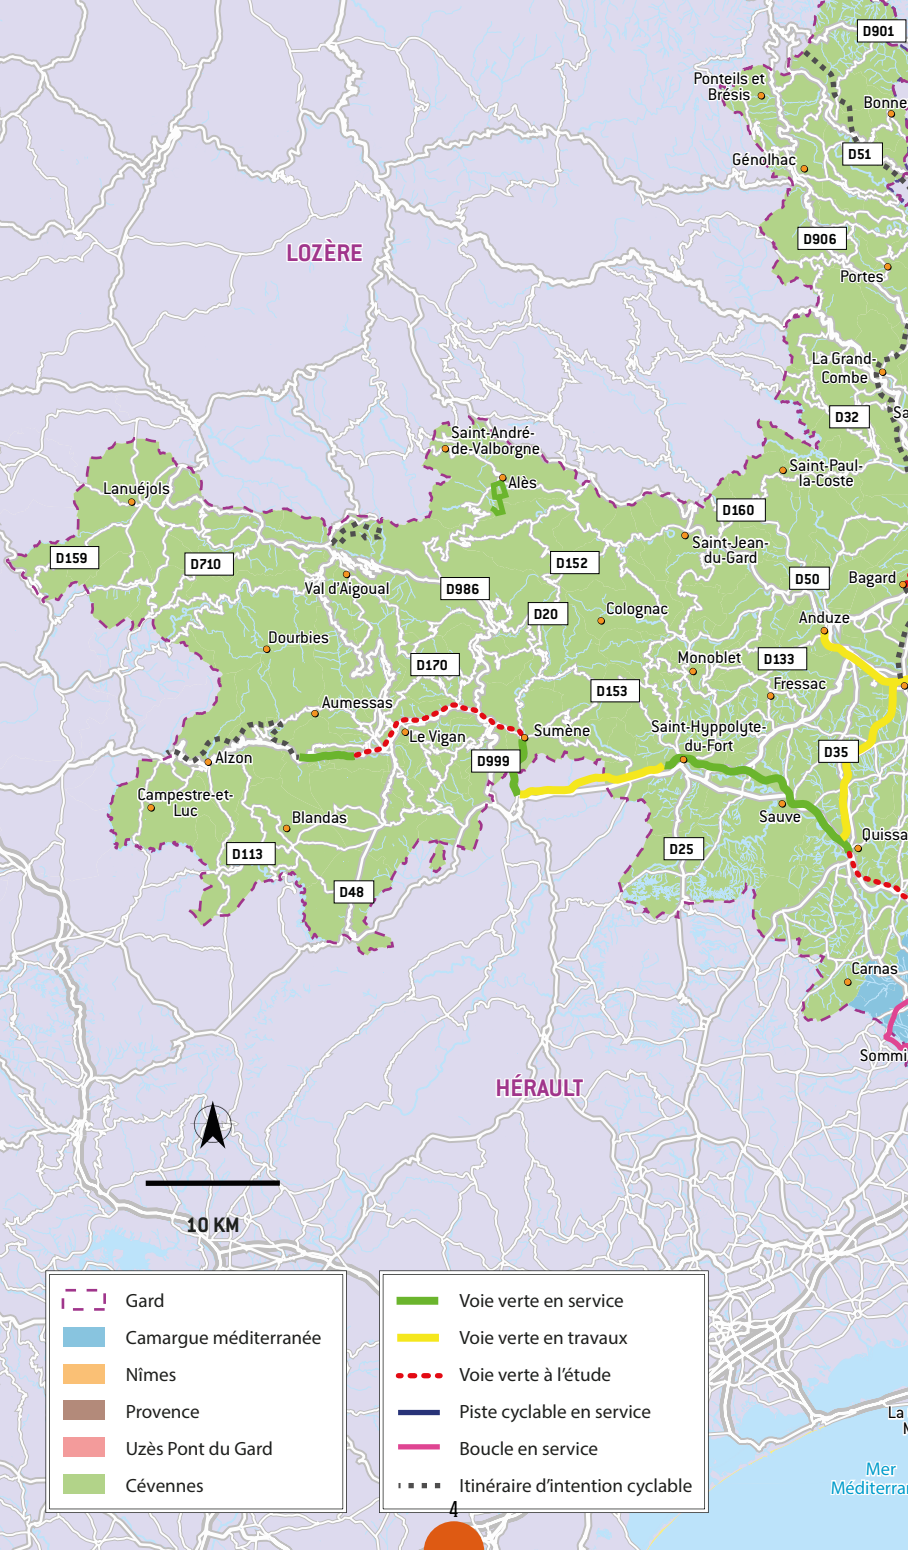 D901
Ponteils et
Brésis
Bonne
Génolhac
D51
LOZÈRE
D906
Portes
La Grand-
Combe
D32
Sa
Saint-André-
de-Valborgne
Saint-Paul-
la-Coste
Lanuéjols
Alès
D160
Saint-Jean-
du-Gard
D159
D710
D152
D50
Bagard
Val d'Aigoual
D986
D20
Colognac
Anduze
Dourbies
D170
Monoblet
D133
D153
Fressac
Aumessas
Le Vigan
Sumène
Saint-Hyppolyte-
du-Fort
Alzon
D999
D35
Campestre-et-
Luc
Blandas
Sauve
Quissa
D113
D25
D48
Carnas
Sommi
HÉRAULT
10 KM
Gard
Camargue méditerranée
Nîmes
Provence
Uzès Pont du Gard
Cévennes
Voie verte en service
Voie verte en travaux
Voie verte à l'étude
Piste cyclable en service
Boucle en service
Itinéraire d'intention cyclable
La
Mer
Méditerra
4